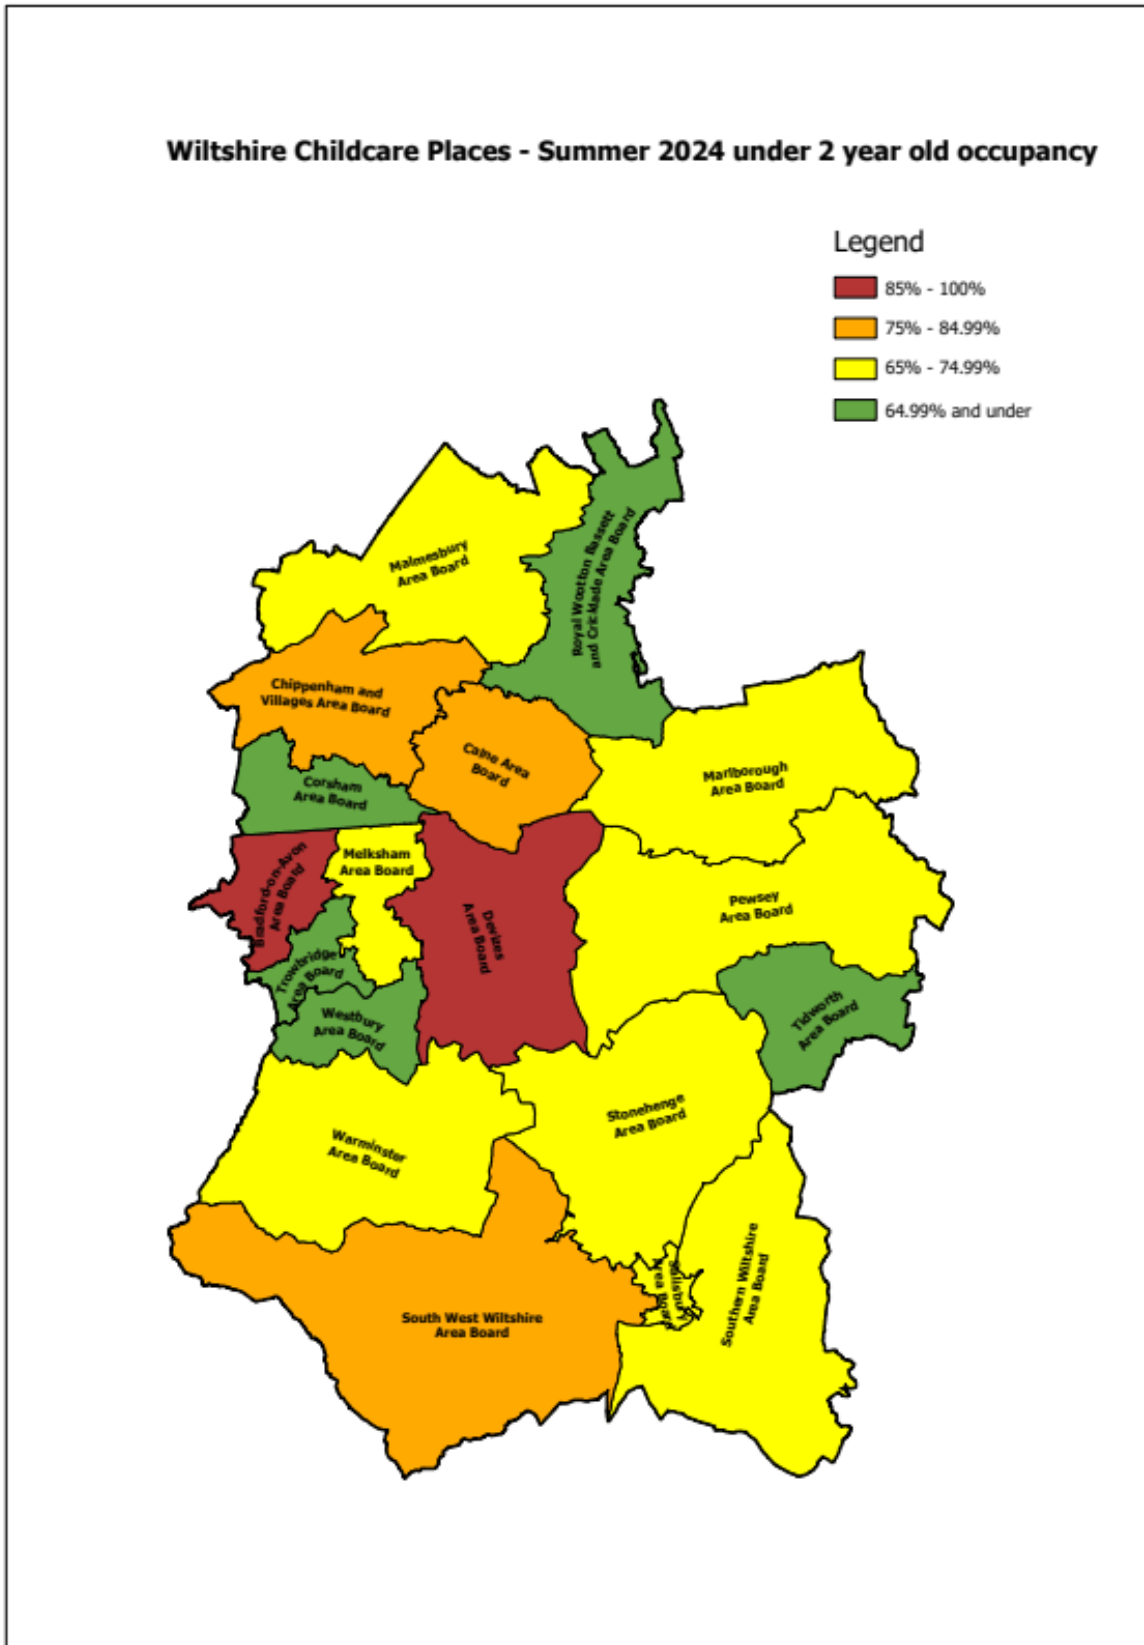 Wiltshire Childcare Places - Summer 2024 under 2 year old occupancy
Legend
85% - 100%
75% - 84.99%
65% - 74.99%
64.99% and under
Malmesbury
Area Board
Royal Wootton Bassett
and Cricklade Area Board
Chippenham and
Villages Area Board
Calne Area
Board
Corsham
Area Board
Marlborough
Area Board
Bradford-on-Avon
Area Board
Melksham
Area Board
Devizes
Area Board
Pewsey
Area Board
Trowbridge
Area Board
Westbury
Area Board
Tidworth
Area Board
Stonehenge
Area Board
Warminster
Area Board
Salisbury
Area Board
Southern Wiltshire
Area Board
South West Wiltshire
Area Board